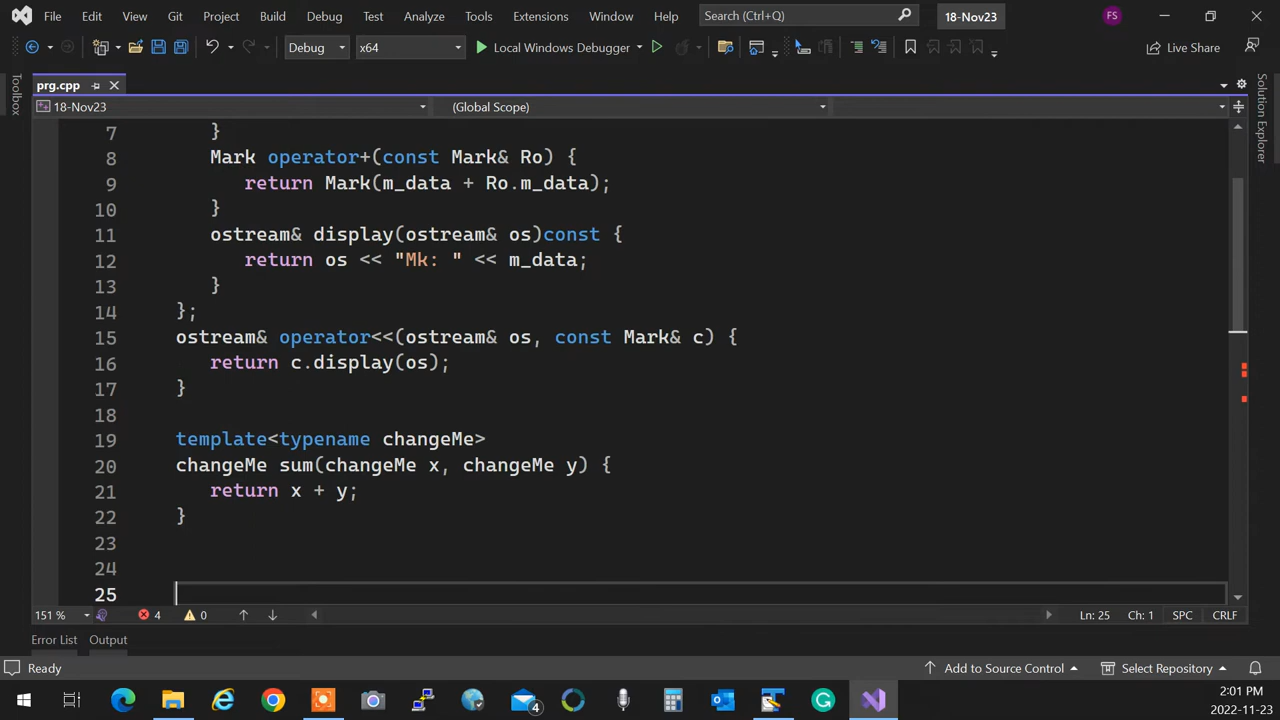 File Edit View Git Project Build Debug Test Analyze Tools Extensions Window Help Search (Ctrl+Q) 18-Nov23 FS
Debug x64 Local Windows Debugger Live Share
prg.cpp
18-Nov23 (Global Scope)
Toolbox
Solution Explorer
7 }
8 Mark operator+(const Mark& Ro) {
9 return Mark(m_data + Ro.m_data);
10 }
11 ostream& display(ostream& os)const {
12 return os << "Mk: " << m_data;
13 }
14 };
15 ostream& operator<<(ostream& os, const Mark& c) {
16 return c.display(os);
17 }
18
19 template<typename changeMe>
20 changeMe sum(changeMe x, changeMe y) {
21 return x + y;
22 }
23
24
25
151 % 4 0 Ln: 25 Ch: 1 SPC CRLF
Error List Output
Ready Add to Source Control Select Repository
4
2:01 PM
2022-11-23